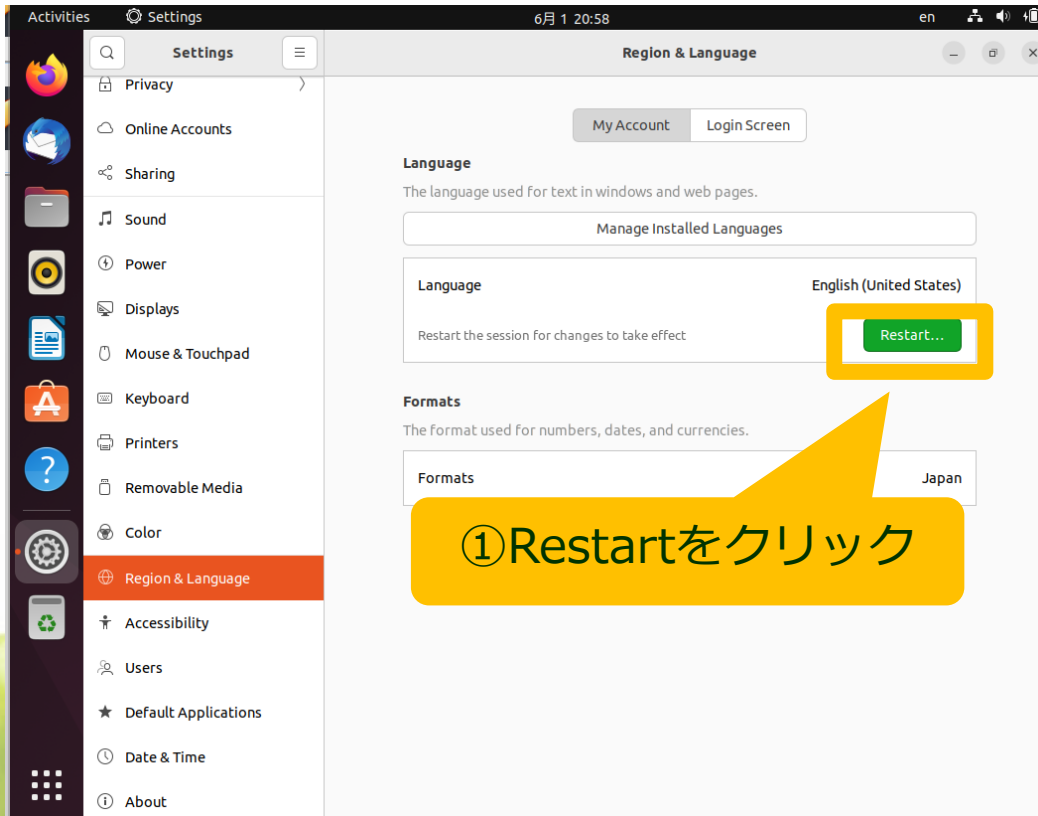 Activities
Settings
6月 1 20:58
en
Settings
Region & Language
Privacy
Online Accounts
Sharing
Sound
Power
Displays
Mouse & Touchpad
Keyboard
Printers
Removable Media
Color
Region & Language
Accessibility
Users
Default Applications
Date & Time
About
My Account
Login Screen
Language
The language used for text in windows and web pages.
Manage Installed Languages
Language
English (United States)
Restart the session for changes to take effect
Restart…
Formats
The format used for numbers, dates, and currencies.
Formats
Japan
①Restartをクリック